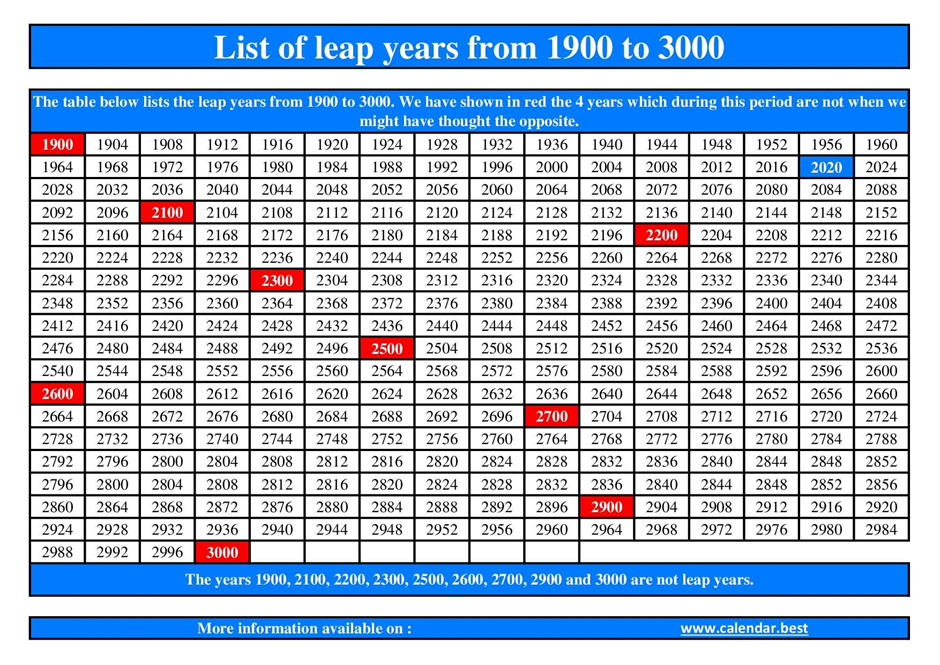 List of leap years from 1900 to 3000
The table below lists the leap years from 1900 to 3000. We have shown in red the 4 years which during this period are not when we
might have thought the opposite.
1900 1904 1908 1912 1916 1920 1924 1928 1932 1936 1940 1944 1948 1952 1956 1960
1964 1968 1972 1976 1980 1984 1988 1992 1996 2000 2004 2008 2012 2016 2020 2024
2028 2032 2036 2040 2044 2048 2052 2056 2060 2064 2068 2072 2076 2080 2084 2088
2092 2096 2100 2104 2108 2112 2116 2120 2124 2128 2132 2136 2140 2144 2148 2152
2156 2160 2164 2168 2172 2176 2180 2184 2188 2192 2196 2200 2204 2208 2212 2216
2220 2224 2228 2232 2236 2240 2244 2248 2252 2256 2260 2264 2268 2272 2276 2280
2284 2288 2292 2296 2300 2304 2308 2312 2316 2320 2324 2328 2332 2336 2340 2344
2348 2352 2356 2360 2364 2368 2372 2376 2380 2384 2388 2392 2396 2400 2404 2408
2412 2416 2420 2424 2428 2432 2436 2440 2444 2448 2452 2456 2460 2464 2468 2472
2476 2480 2484 2488 2492 2496 2500 2504 2508 2512 2516 2520 2524 2528 2532 2536
2540 2544 2548 2552 2556 2560 2564 2568 2572 2576 2580 2584 2588 2592 2596 2600
2600 2604 2608 2612 2616 2620 2624 2628 2632 2636 2640 2644 2648 2652 2656 2660
2664 2668 2672 2676 2680 2684 2688 2692 2696 2700 2704 2708 2712 2716 2720 2724
2728 2732 2736 2740 2744 2748 2752 2756 2760 2764 2768 2772 2776 2780 2784 2788
2792 2796 2800 2804 2808 2812 2816 2820 2824 2828 2832 2836 2840 2844 2848 2852
2796 2800 2804 2808 2812 2816 2820 2824 2828 2832 2836 2840 2844 2848 2852 2856
2860 2864 2868 2872 2876 2880 2884 2888 2892 2896 2900 2904 2908 2912 2916 2920
2924 2928 2932 2936 2940 2944 2948 2952 2956 2960 2964 2968 2972 2976 2980 2984
2988 2992 2996 3000
The years 1900, 2100, 2200, 2300, 2500, 2600, 2700, 2900 and 3000 are not leap years.
More information available on : www.calendar.best